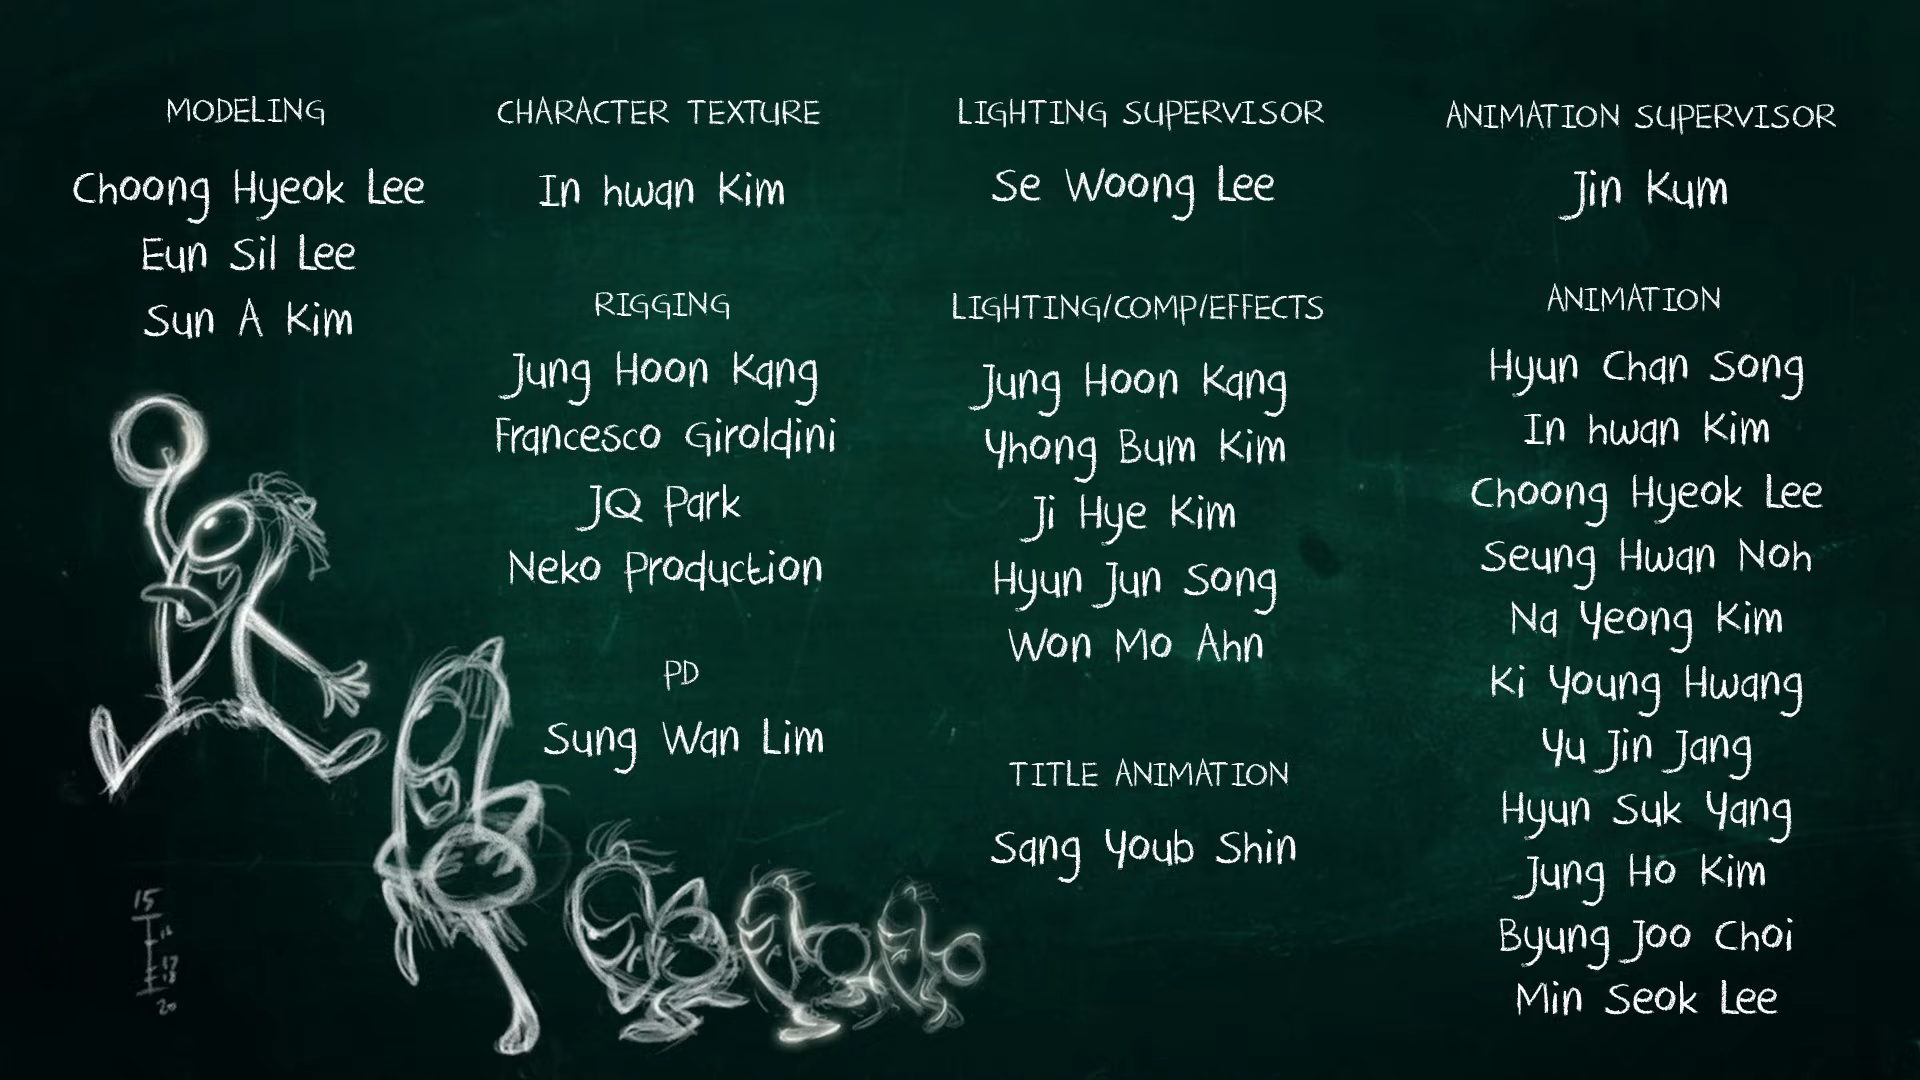 MODELING
Choong Hyeok Lee
Eun Sil Lee
Sun A Kim
CHARACTER TEXTURE
In hwan Kim
RIGGING
Jung Hoon Kang
Francesco Giroldini
JQ Park
Neko Production
PD
Sung Wan Lim
LIGHTING SUPERVISOR
Se Woong Lee
LIGHTING/COMP/EFFECTS
Jung Hoon Kang
Yhong Bum Kim
Ji Hye Kim
Hyun Jun Song
Won Mo Ahn
TITLE ANIMATION
Sang Youb Shin
ANIMATION SUPERVISOR
Jin Kum
ANIMATION
Hyun Chan Song
In hwan Kim
Choong Hyeok Lee
Seung Hwan Noh
Na Yeong Kim
Ki Young Hwang
Yu Jin Jang
Hyun Suk Yang
Jung Ho Kim
Byung Joo Choi
Min Seok Lee
15
20